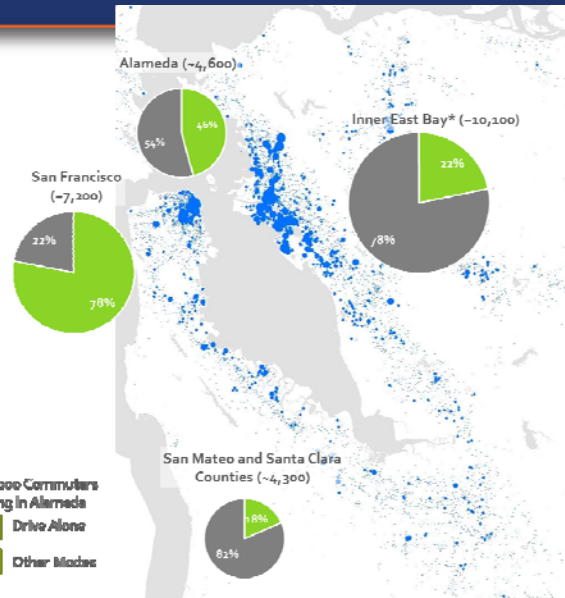 Alameda (~4,600)
54%
46%
Inner East Bay* (~10,100)
22%
78%
San Francisco
(~7,200)
22%
78%
San Mateo and Santa Clara
Counties (~4,300)
18%
82%
Commuters
in Alameda
Drive Alone
Other Modes